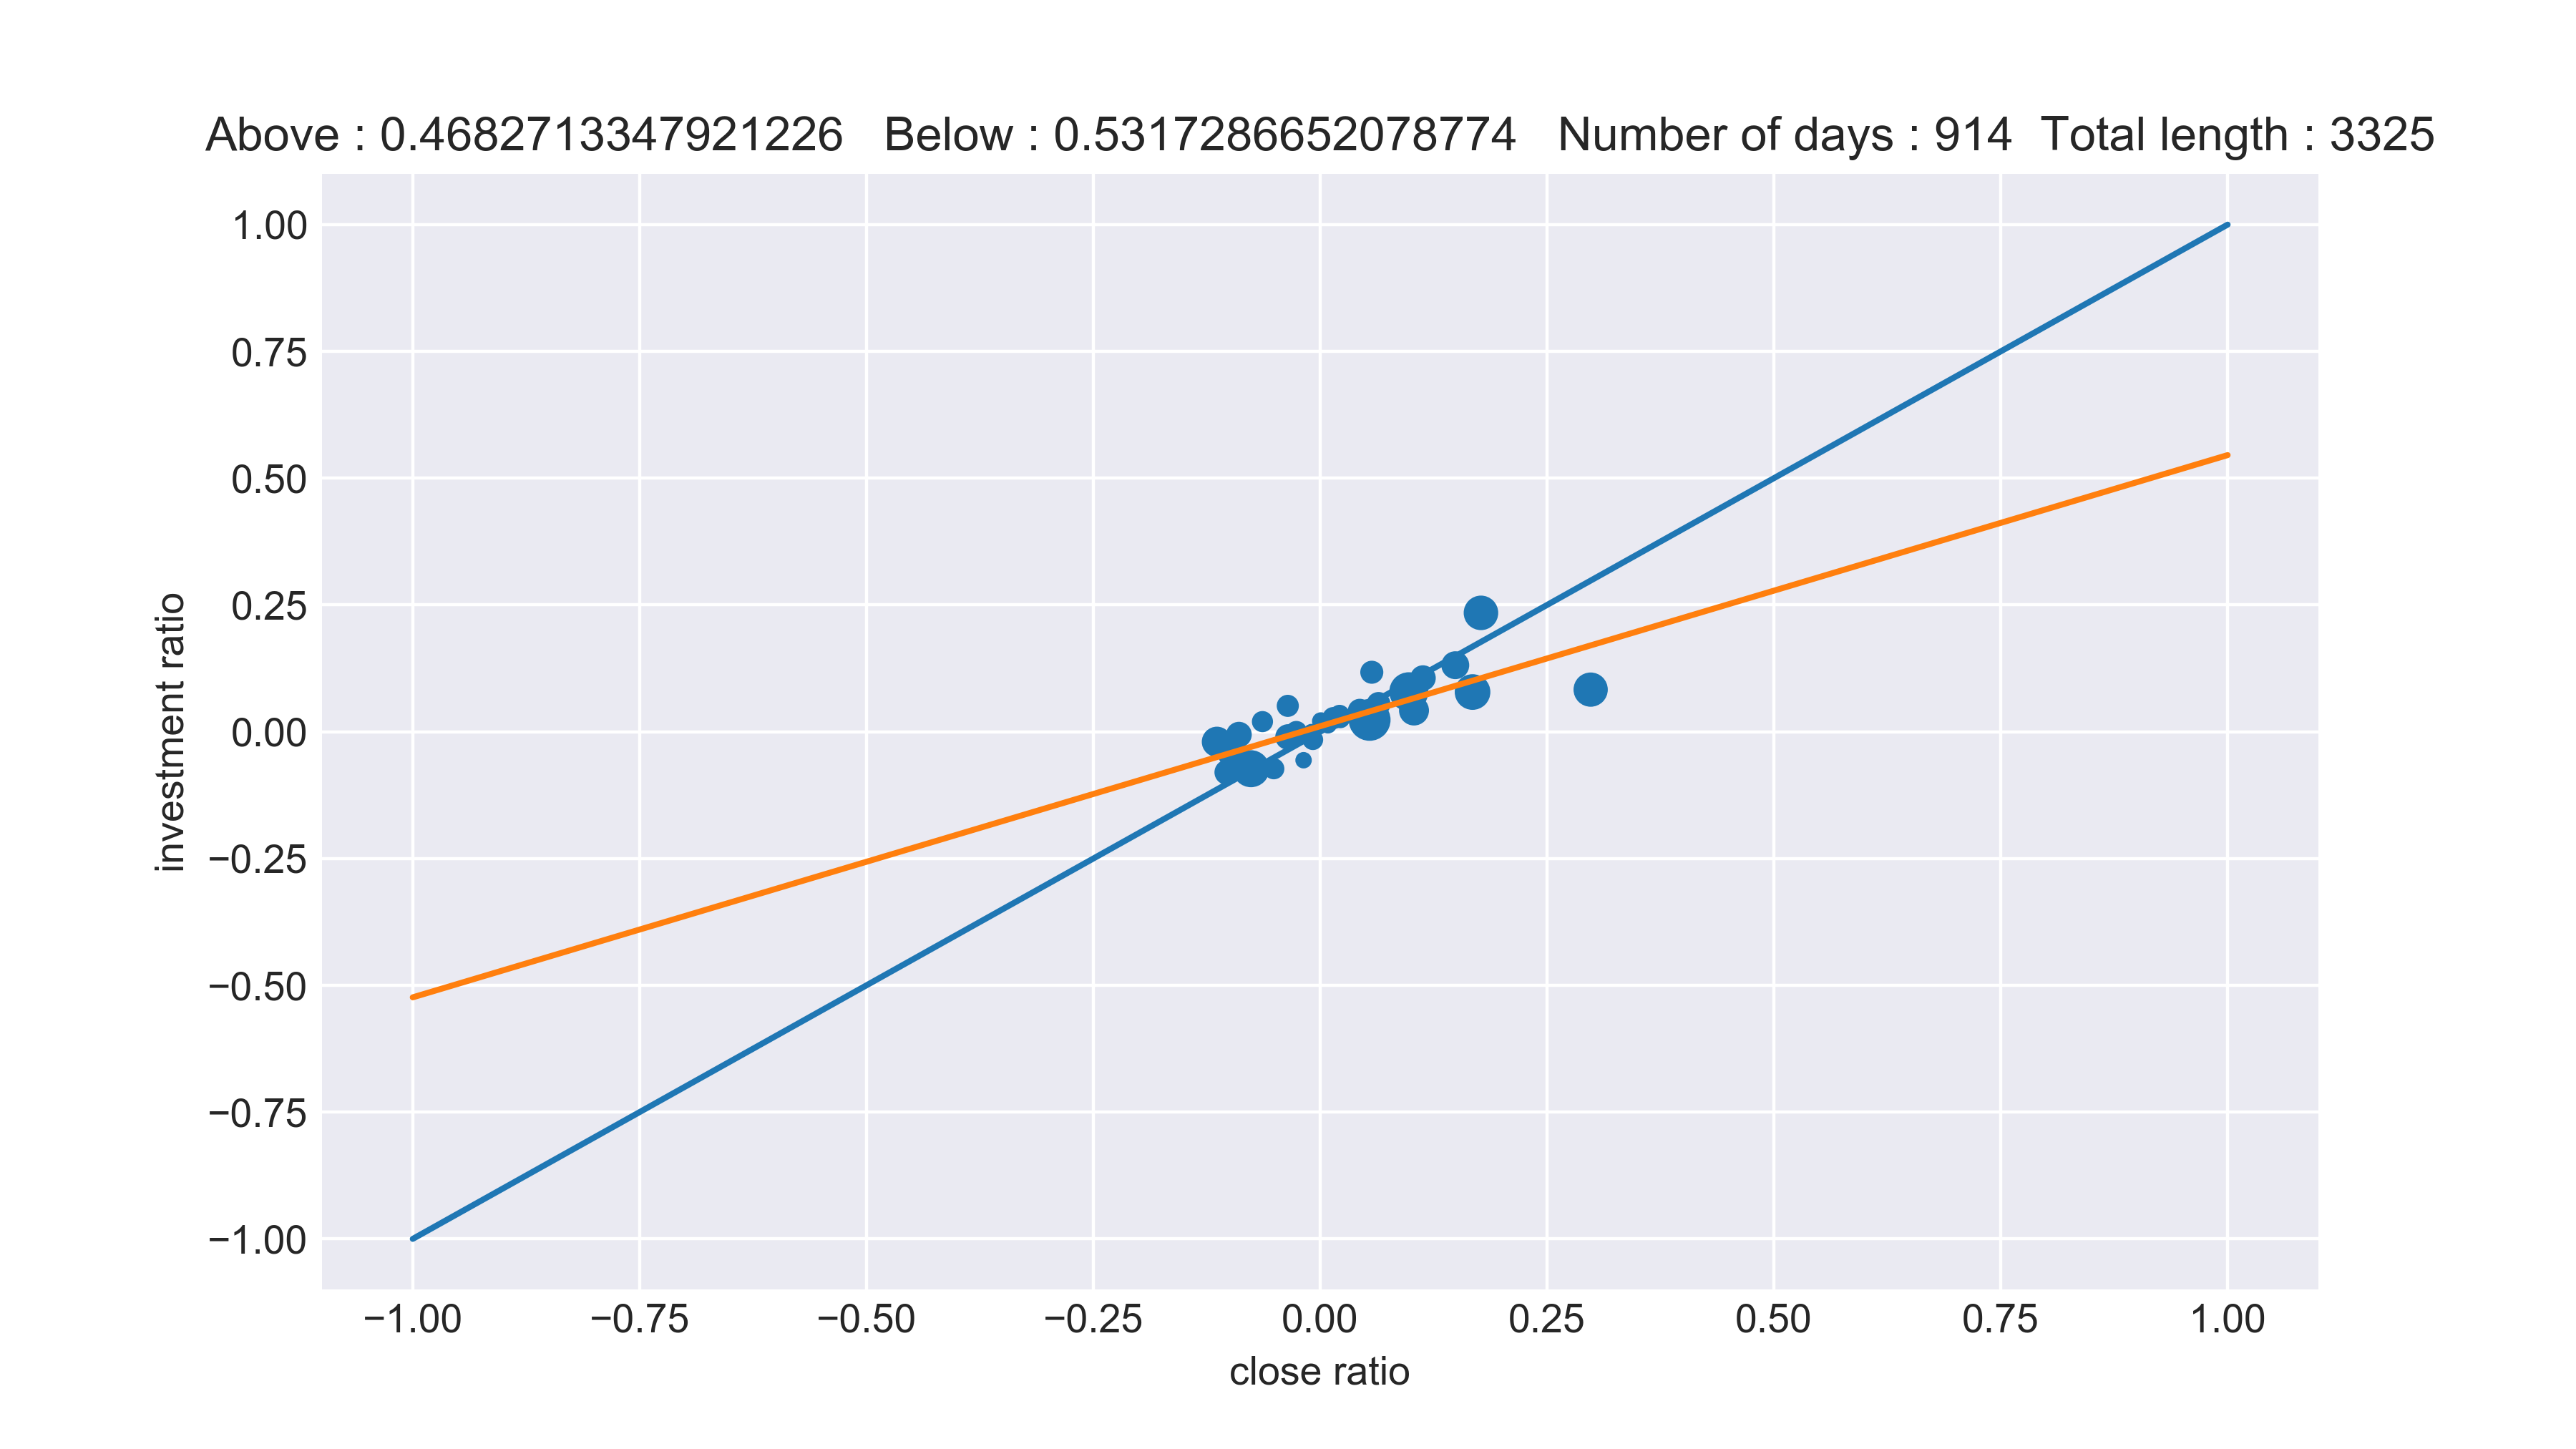 Above : 0.4682713347921226 Below : 0.5317286652078774 Number of days : 914 Total length : 3325
1.00
0.75
0.50
0.25
0.00
−0.25
−0.50
−0.75
−1.00
investment ratio
−1.00 −0.75 −0.50 −0.25 0.00 0.25 0.50 0.75 1.00
close ratio